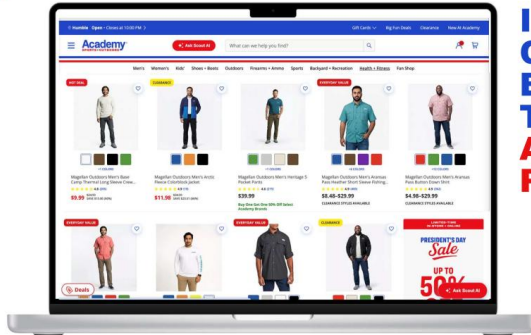 Humble Open • Closes at 10:00 PM
Gift Cards
Big Fun Deals
Clearance
New At Academy
Academy
SPORTS+OUTDOORS
Ask Scout AI
What can we help you find?
Men's Women's Kids' Shoes + Boots Outdoors Firearms + Ammo Sports Backyard + Recreation Health + Fitness Fan Shop
HOT DEAL
CLEARANCE
EVERYDAY VALUE
Magellan Outdoors Men's Base
Camp Thermal Long Sleeve Crew...
$9.99
Magellan Outdoors Men's Arctic
Fleece Colorblock Jacket
$11.98
Magellan Outdoors Men's Heritage 5
Pocket Pants
$39.99
Buy One Get One 50% Off Select
Academy Brands
Magellan Outdoors Men's Aransas
Pass Heather Short Sleeve Fishing...
$8.48-$29.99
CLEARANCE STYLES AVAILABLE
Magellan Outdoors Men's Aransas
Pass Button Down Shirt
$4.98-$29.99
CLEARANCE STYLES AVAILABLE
EVERYDAY VALUE
EVERYDAY VALUE
CLEARANCE
LIMITED-TIME
IN-STORE + ONLINE
PRESIDENT'S DAY
Sale
UP TO
50%
Deals
Ask Scout AI